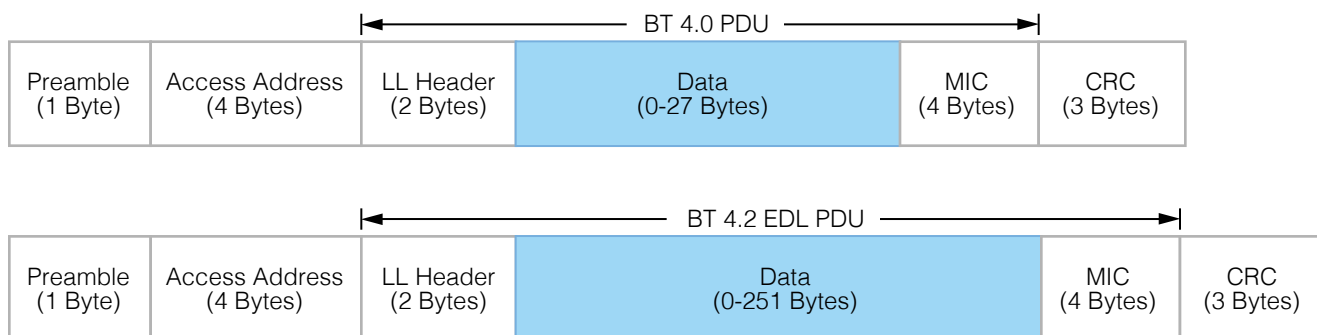 BT 4.0 PDU
Preamble
(1 Byte)
Access Address
(4 Bytes)
LL Header
(2 Bytes)
Data
(0-27 Bytes)
MIC
(4 Bytes)
CRC
(3 Bytes)
BT 4.2 EDL PDU
Preamble
(1 Byte)
Access Address
(4 Bytes)
LL Header
(2 Bytes)
Data
(0-251 Bytes)
MIC
(4 Bytes)
CRC
(3 Bytes)